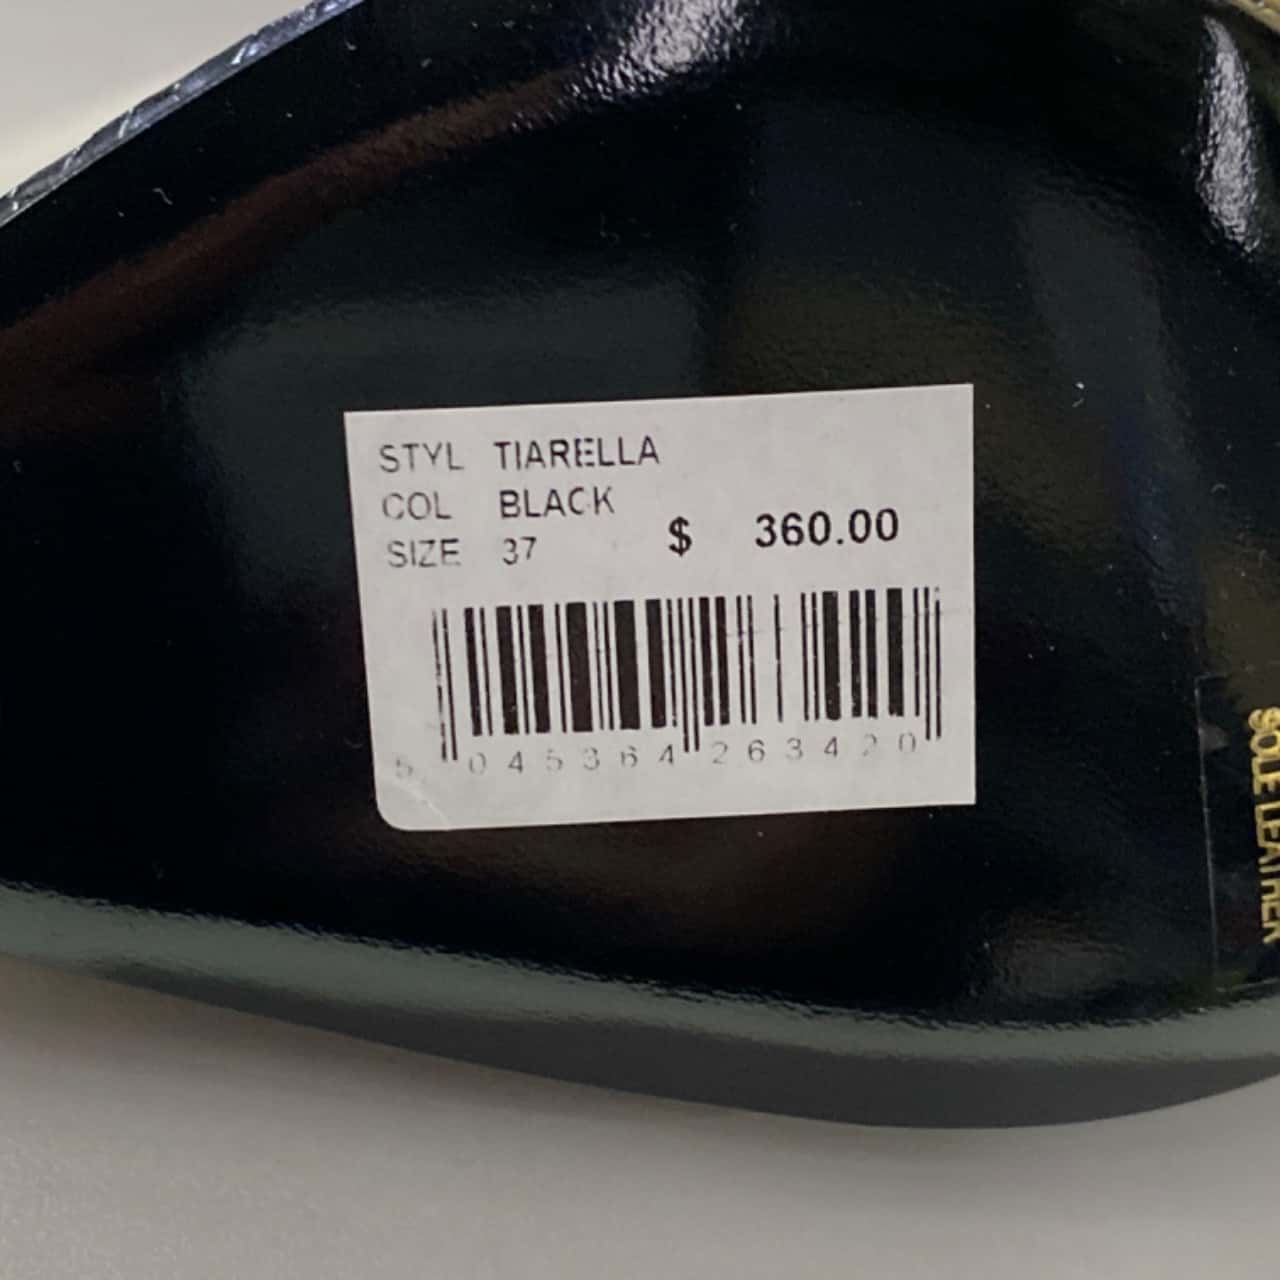 STYL TIARELLA
COL BLACK
SIZE 37 $ 360.00
5 045364 263420
SOLE LEATHER